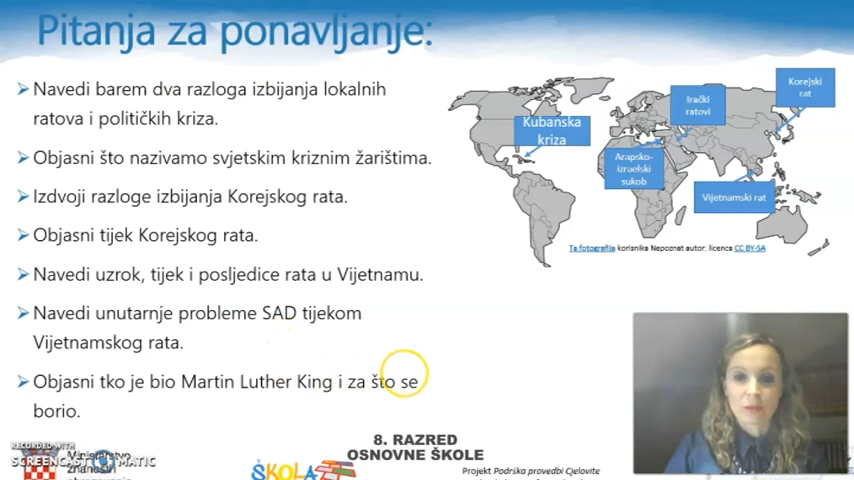 Pitanja za ponavljanje:
Navedi barem dva razloga izbijanja lokalnih
ratova i političkih kriza.
Objasni što nazivamo svjetskim kriznim žarištima.
Izdvoji razloge izbijanja Korejskog rata.
Objasni tijek Korejskog rata.
Navedi uzrok, tijek i posljedice rata u Vijetnamu.
Navedi unutarnje probleme SAD tijekom
Vijetnamskog rata.
Objasni tko je bio Martin Luther King i za što se
borio.
Korejski
rat
Irački
ratovi
Kubanska
kriza
Arapsko-
izraelski
sukob
Vijetnamski rat
Ta fotografija korisnika Nepoznat autor: licenca CC BY-SA
RECORDED WITH
SCREENCAST MATIC
Ministarstvo
znanosti
ŠKOLA
8. RAZRED
OSNOVNE ŠKOLE
Projekt Podrška provedbi Cjelovite